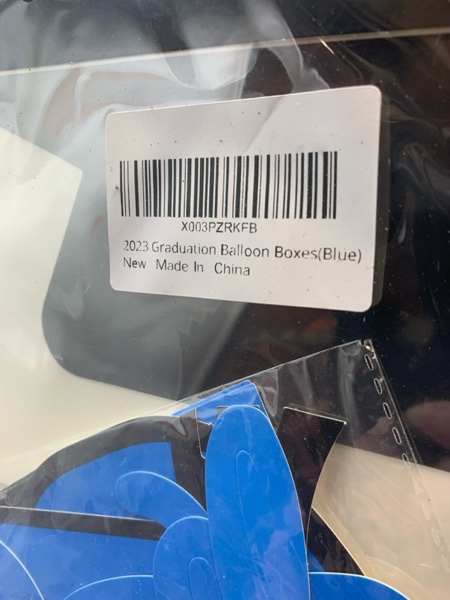 X003PZRKFB
2023 Graduation Balloon Boxes(Blue)
New Made In China